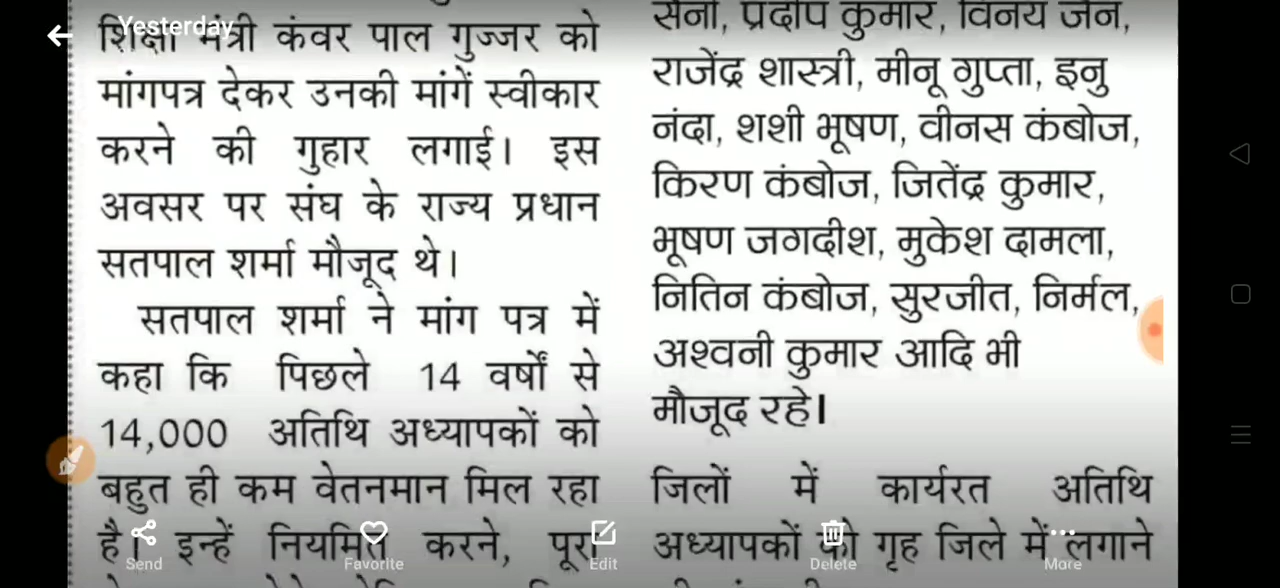 Yesterday
शिक्षा मंत्री कंवर पाल गुज्जर को
मांगपत्र देकर उनकी मांगें स्वीकार
करने की गुहार लगाई। इस
अवसर पर संघ के राज्य प्रधान
सतपाल शर्मा मौजूद थे।
सतपाल शर्मा ने मांग पत्र में
कहा कि पिछले 14 वर्षों से
14,000 अतिथि अध्यापकों को
बहुत ही कम वेतनमान मिल रहा
है। इन्हें नियमित करने, पूरा
सैनी, प्रदीप कुमार, विनय जैन,
राजेंद्र शास्त्री, मीनू गुप्ता, इनु
नंदा, शशी भूषण, वीनस कंबोज,
किरण कंबोज, जितेंद्र कुमार,
भूषण जगदीश, मुकेश दामला,
नितिन कंबोज, सुरजीत, निर्मल,
अश्वनी कुमार आदि भी
मौजूद रहे।
जिलों में कार्यरत अतिथि
अध्यापकों को गृह जिले में लगाने
Send
Favorite
Edit
Delete
More